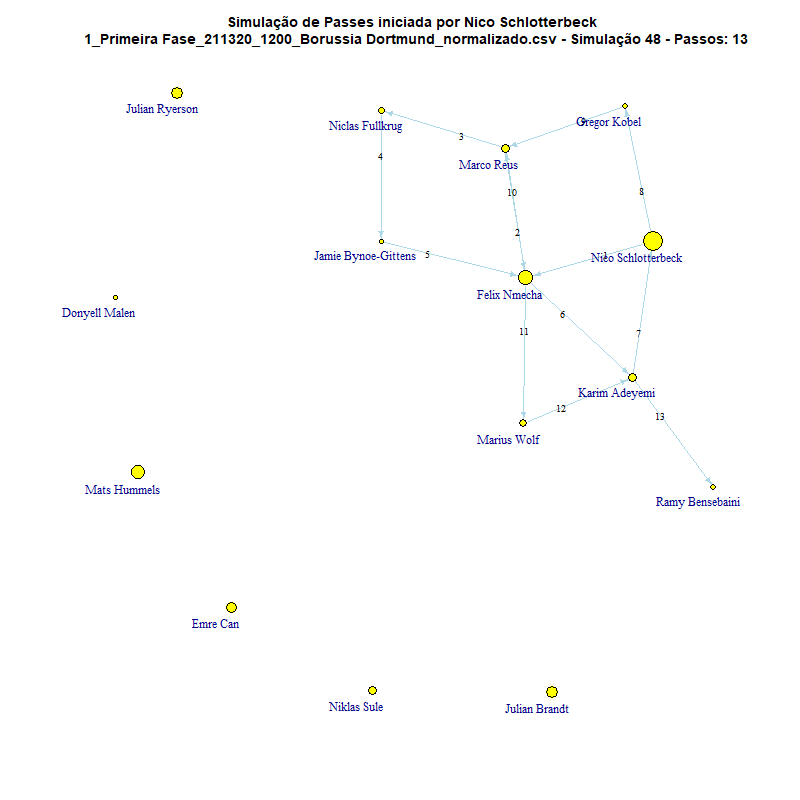 Simulação de Passes iniciada por Nico Schlotterbeck
1_Primeira Fase_211320_1200_Borussia Dortmund_normalizado.csv - Simulação 48 - Passos: 13
Julian Ryerson
Niclas Fullkrug
Gregor Kobel
9
3
Marco Reus
4
10
8
2
Jamie Bynoe-Gittens
5
Nico Schlotterbeck
1
Felix Nmecha
Donyell Malen
6
11
7
Karim Adeyemi
12
13
Marius Wolf
Mats Hummels
Ramy Bensebaini
Emre Can
Niklas Sule
Julian Brandt